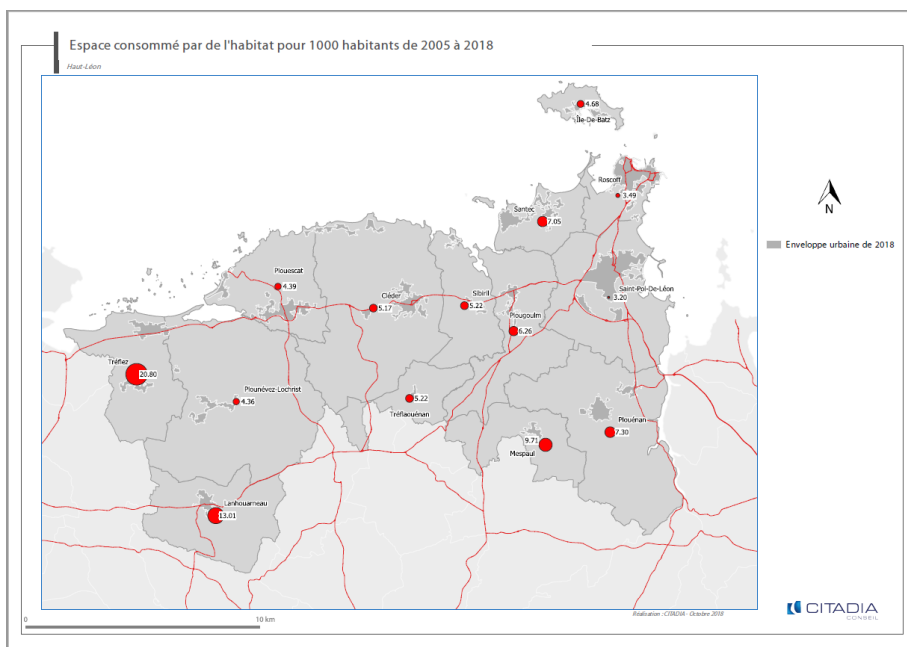 Espace consommé par de l'habitat pour 1000 habitants de 2005 à 2018
Haut-Léon
4.68
Île-De-Batz
Roscoff
3.49
Santec
7.05
Enveloppe urbaine de 2018
N
Plouescat
4.39
Cléder
5.17
Sibiril
5.22
Plougoulm
6.26
Saint-Pol-De-Léon
3.20
Tréflez
20.80
Plounévez-Lochrist
4.36
5.22
Tréflaouénan
9.71
Mespaul
Plouénan
7.30
Lanhouarneau
13.01
Réalisation : CITADIA - Octobre 2018
CITADIA
CONSEIL
0
10 km